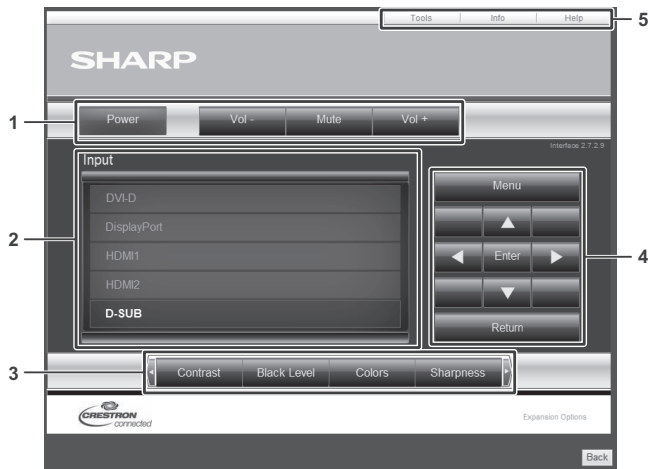 Tools Info Help
5
SHARP
1
Power Vol - Mute Vol +
Interface 2.7.2.9
Input
Menu
DVI-D
DisplayPort
2
HDMI1
Enter
4
HDMI2
D-SUB
Return
3
Contrast Black Level Colors Sharpness
CRESTRON
connected
Expansion Options
Back